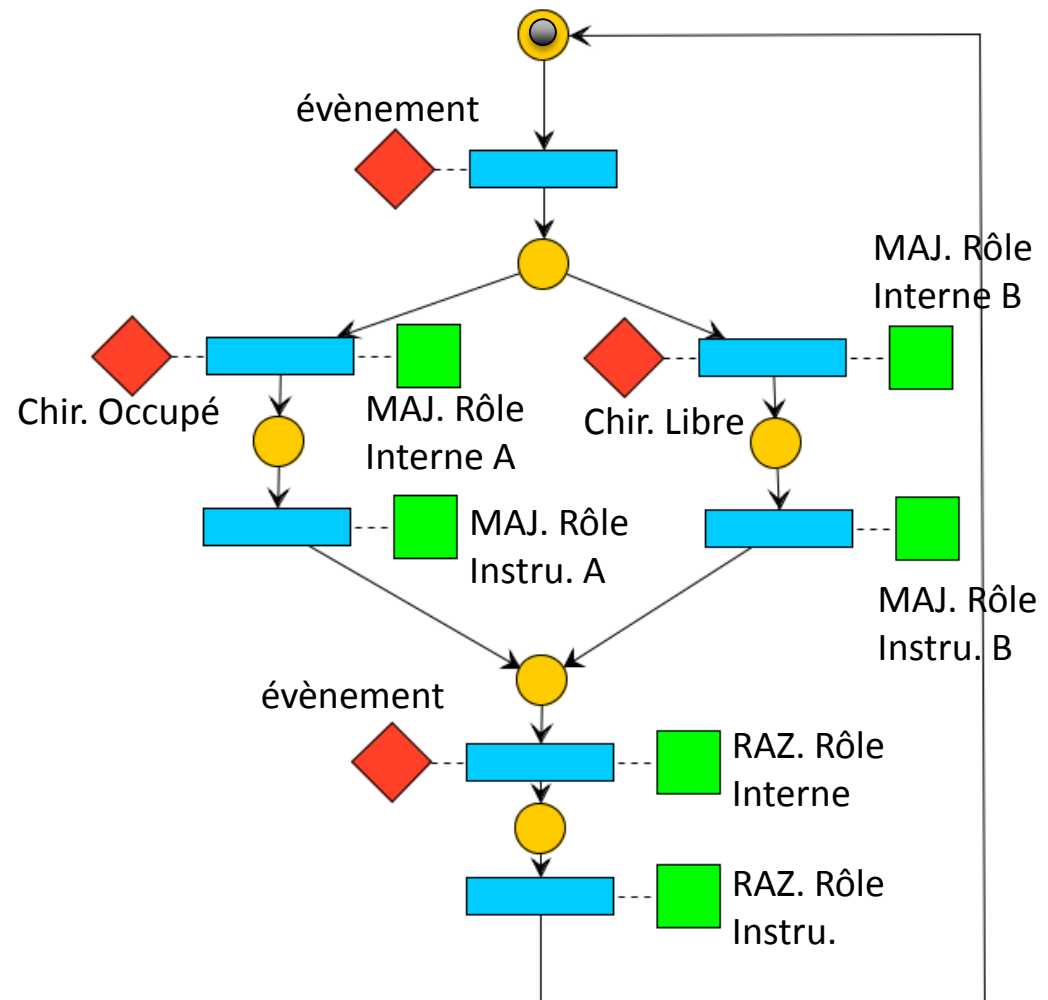 évènement
MAJ. Rôle
Interne B
Chir. Occupé
MAJ. Rôle
Interne A
Chir. Libre
MAJ. Rôle
Instru. A
MAJ. Rôle
Instru. B
évènement
RAZ. Rôle
Interne
RAZ. Rôle
Instru.